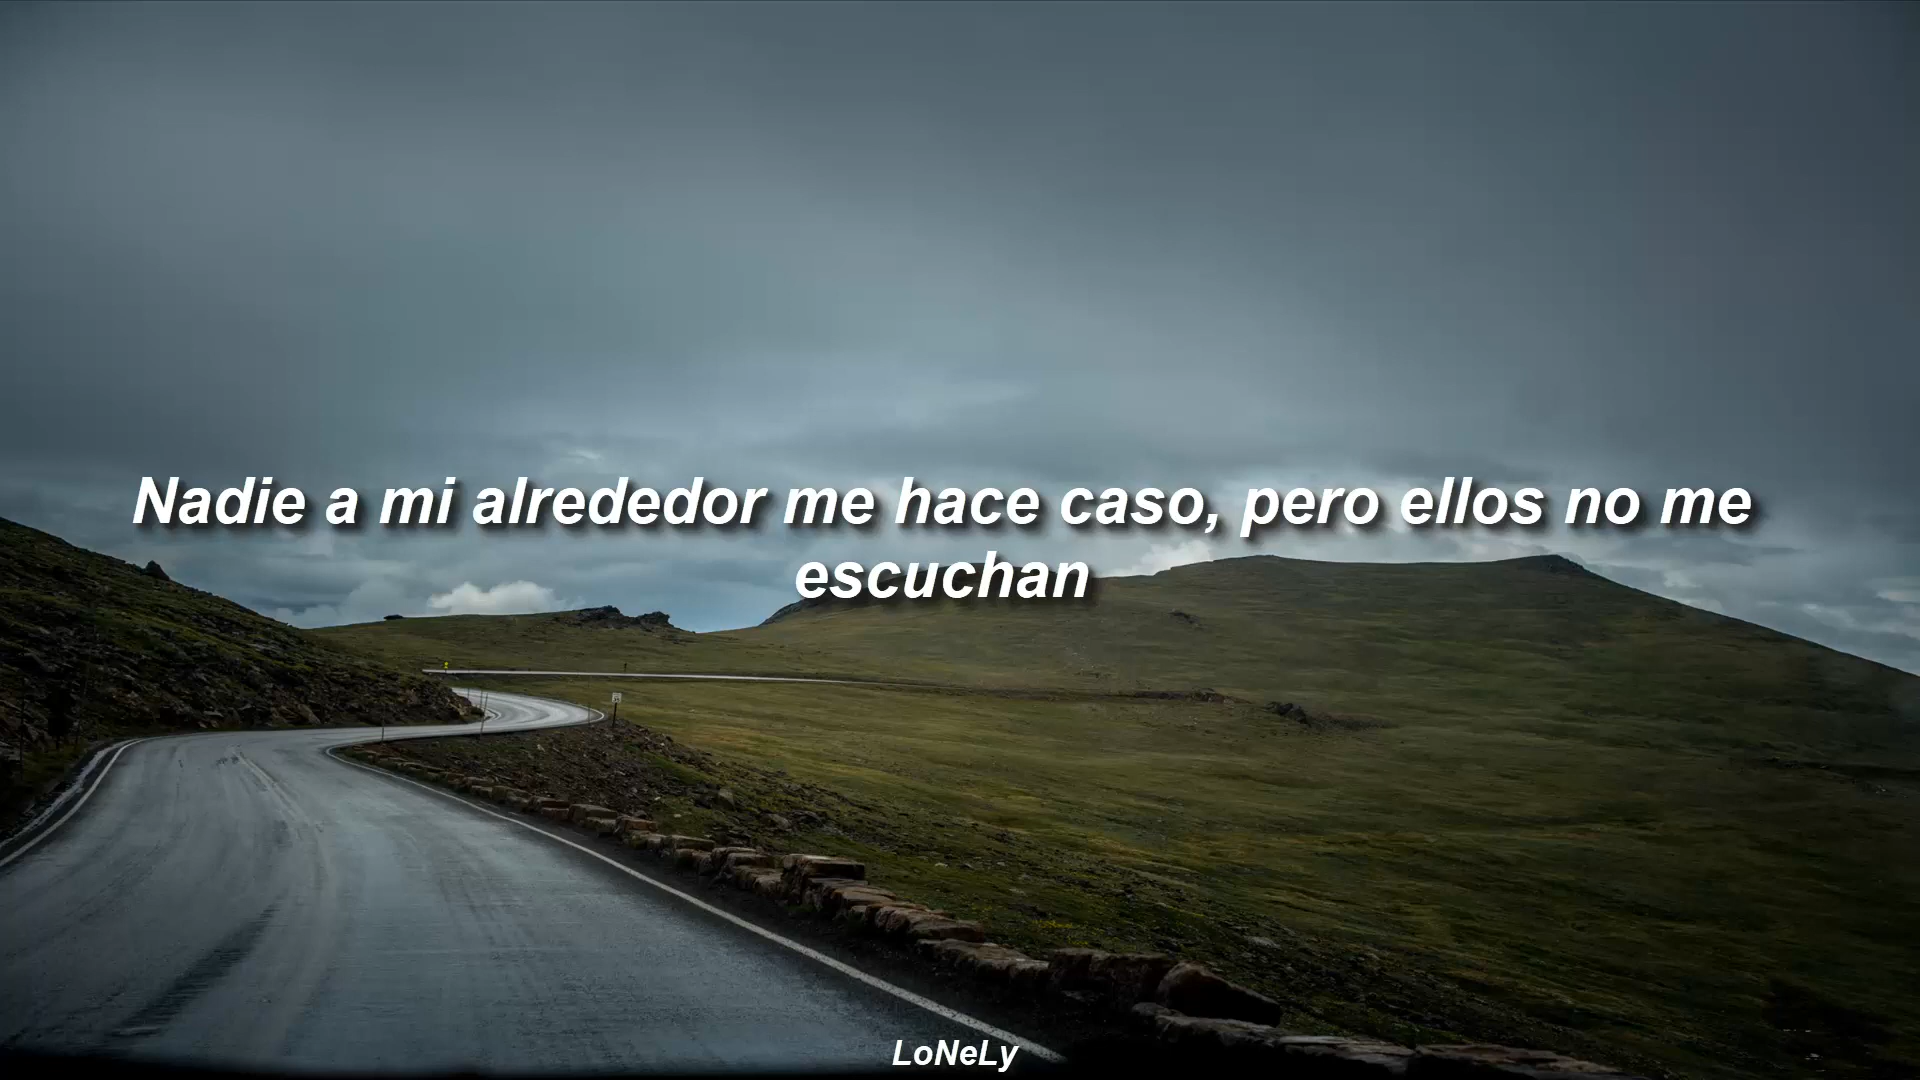 Nadie a mi alrededor me hace caso, pero ellos no me
escuchan
LoNeLy